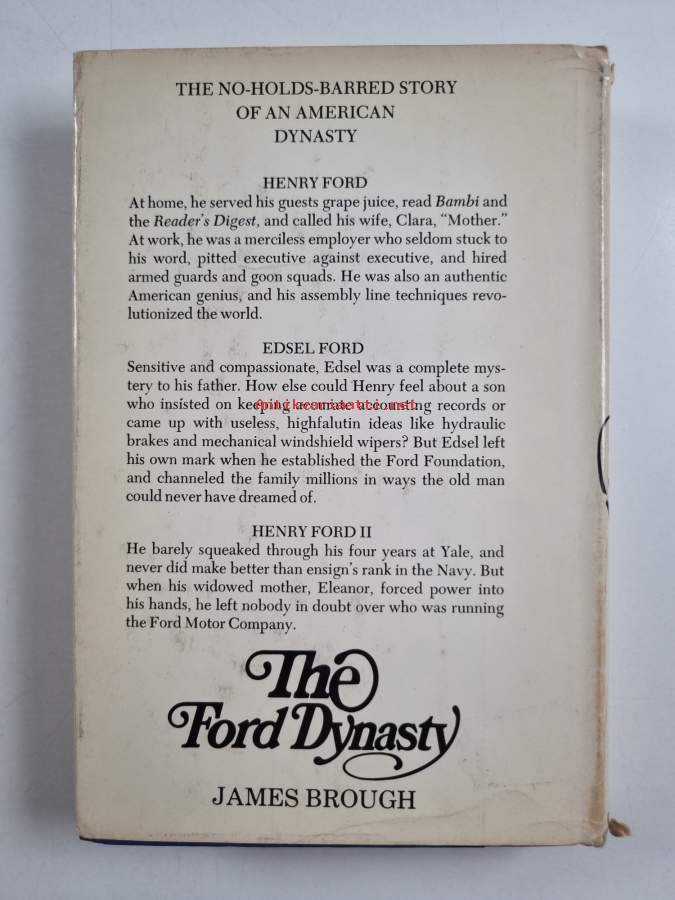 THE NO-HOLDS-BARRED STORY
OF AN AMERICAN
DYNASTY
HENRY FORD
At home, he served his guests grape juice, read Bambi and
the Reader's Digest, and called his wife, Clara, “Mother.”
At work, he was a merciless employer who seldom stuck to
his word, pitted executive against executive, and hired
armed guards and goon squads. He was also an authentic
American genius, and his assembly line techniques revo-
lutionized the world.
EDSEL FORD
Sensitive and compassionate, Edsel was a complete mys-
tery to his father. How else could Henry feel about a son
who insisted on keeping accurate accounting records or
came up with useless, highfalutin ideas like hydraulic
brakes and mechanical windshield wipers? But Edsel left
his own mark when he established the Ford Foundation,
and channeled the family millions in ways the old man
could never have dreamed of.
HENRY FORD II
He barely squeaked through his four years at Yale, and
never did make better than ensign's rank in the Navy. But
when his widowed mother, Eleanor, forced power into
his hands, he left nobody in doubt over who was running
the Ford Motor Company.
The
Ford Dynasty
JAMES BROUGH